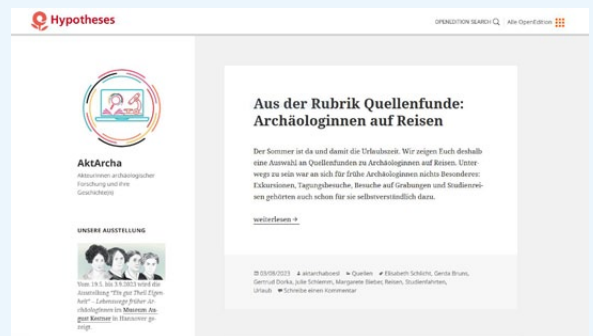 Hypotheses
OPENEDITION SEARCH Alle OpenEdition
AktArcha
Akteurinnen archäologischer
Forschung und ihre
Geschichte(n)
UNSERE AUSSTELLUNG
Vom 19.5. bis 3.9.2023 wird die
Ausstellung "Ein gut Theil Eigen-
heit" – Lebenswege früher Ar-
chäologinnen im Museum Au-
gust Kestner in Hannover ge-
zeigt.
Aus der Rubrik Quellenfunde:
Archäologinnen auf Reisen
Der Sommer ist da und damit die Urlaubszeit. Wir zeigen Euch deshalb
eine Auswahl an Quellenfunden zu Archäologinnen auf Reisen. Unter-
wegs zu sein war an sich für frühe Archäologinnen nichts Besonderes:
Exkursionen, Tagungsbesuche, Besuche auf Grabungen und Studienrei-
sen gehörten auch schon für sie selbstverständlich dazu.
weiterlesen →
03/08/2023 aktarchaboard Quellen Elisabeth Schlicht, Gerda Bruns,
Gertrud Dorka, Julie Schlemm, Margarete Bieber, Reisen, Studienfahrten,
Urlaub Schreibe einen Kommentar